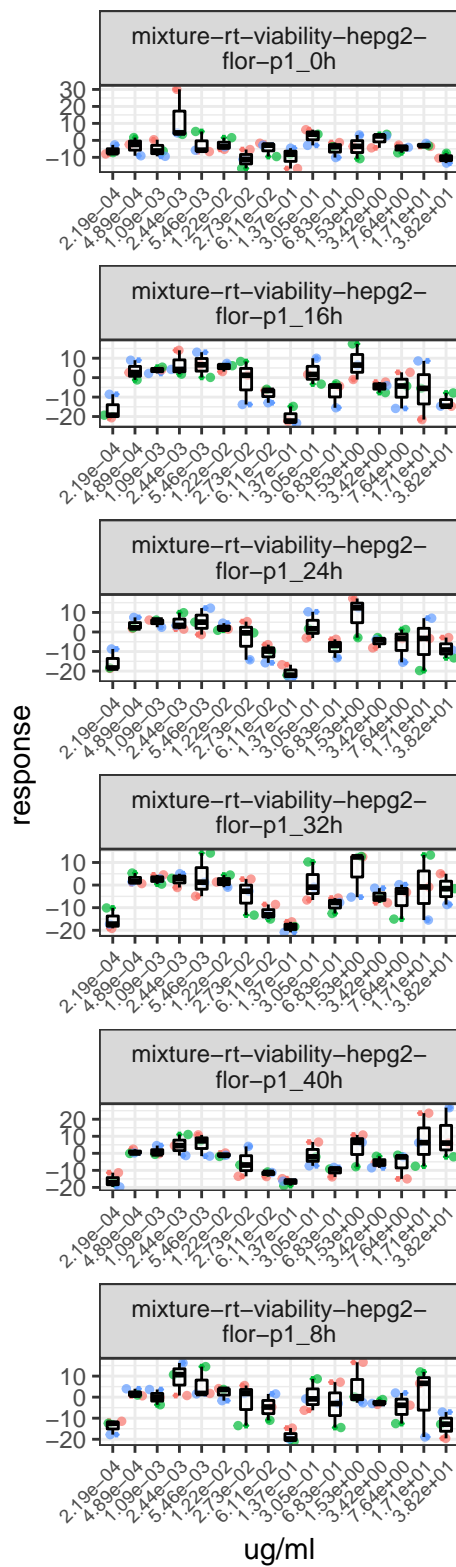 mixture−rt−viability−hepg2−
flor−p1_0h
30
20
10
0
−10
2.19e−04
4.89e−04
1.09e−03
2.44e−03
5.46e−03
1.22e−02
2.73e−02
6.11e−02
1.37e−01
3.05e−01
6.83e−01
1.53e+00
3.42e+00
7.64e+00
1.71e+01
3.82e+01
mixture−rt−viability−hepg2−
flor−p1_16h
10
0
−10
−20
2.19e−04
4.89e−04
1.09e−03
2.44e−03
5.46e−03
1.22e−02
2.73e−02
6.11e−02
1.37e−01
3.05e−01
6.83e−01
1.53e+00
3.42e+00
7.64e+00
1.71e+01
3.82e+01
mixture−rt−viability−hepg2−
flor−p1_24h
10
0
−10
−20
2.19e−04
4.89e−04
1.09e−03
2.44e−03
5.46e−03
1.22e−02
2.73e−02
6.11e−02
1.37e−01
3.05e−01
6.83e−01
1.53e+00
3.42e+00
7.64e+00
1.71e+01
3.82e+01
response
mixture−rt−viability−hepg2−
flor−p1_32h
10
0
−10
−20
2.19e−04
4.89e−04
1.09e−03
2.44e−03
5.46e−03
1.22e−02
2.73e−02
6.11e−02
1.37e−01
3.05e−01
6.83e−01
1.53e+00
3.42e+00
7.64e+00
1.71e+01
3.82e+01
mixture−rt−viability−hepg2−
flor−p1_40h
20
10
0
−10
−20
2.19e−04
4.89e−04
1.09e−03
2.44e−03
5.46e−03
1.22e−02
2.73e−02
6.11e−02
1.37e−01
3.05e−01
6.83e−01
1.53e+00
3.42e+00
7.64e+00
1.71e+01
3.82e+01
mixture−rt−viability−hepg2−
flor−p1_8h
10
0
−10
−20
2.19e−04
4.89e−04
1.09e−03
2.44e−03
5.46e−03
1.22e−02
2.73e−02
6.11e−02
1.37e−01
3.05e−01
6.83e−01
1.53e+00
3.42e+00
7.64e+00
1.71e+01
3.82e+01
ug/ml